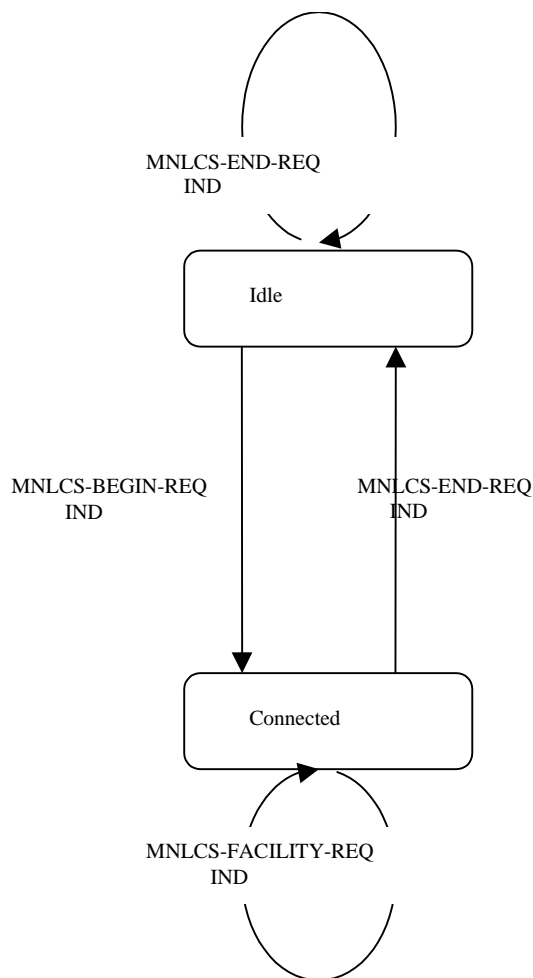 MNLCS-END-REQ
IND
Idle
MNLCS-BEGIN-REQ
IND
MNLCS-END-REQ
IND
Connected
MNLCS-FACILITY-REQ
IND